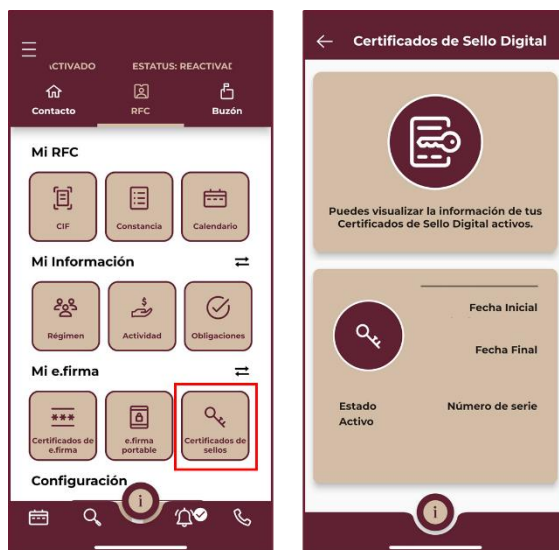 .CTIVADO ESTATUS: REACTIVAD
Contacto RFC Buzón
Mi RFC
CIF Constancia Calendario
Mi Información
Régimen Actividad Obligaciones
Mi e.firma
***
Certificados de e.firma
e.firma portable
Certificados de sellos
Configuración
i
Certificados de Sello Digital
Puedes visualizar la información de tus
Certificados de Sello Digital activos.
Fecha Inicial
Fecha Final
Estado Número de serie
Activo
i